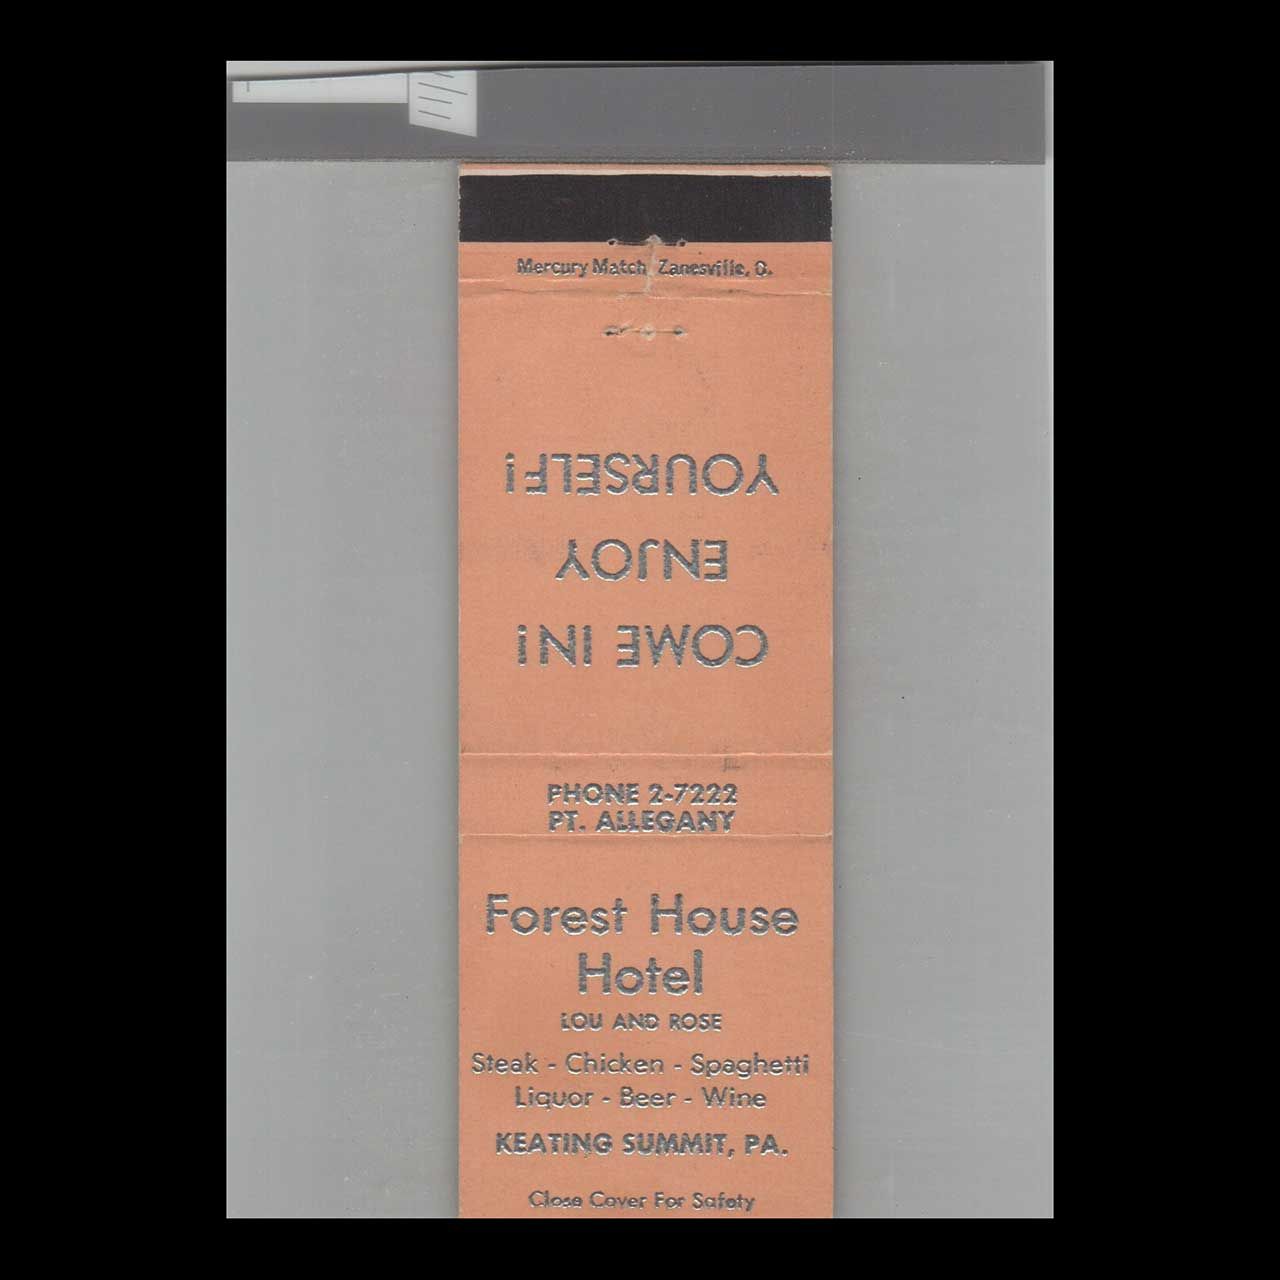 Mercury Match, Zanesville, O.
COME IN!
ENJOY
YOURSELF!
PHONE 2-7222
PT. ALLEGANY
Forest House
Hotel
LOU AND ROSE
Steak - Chicken - Spaghetti
Liquor - Beer - Wine
KEATING SUMMIT, PA.
Close Cover For Safety